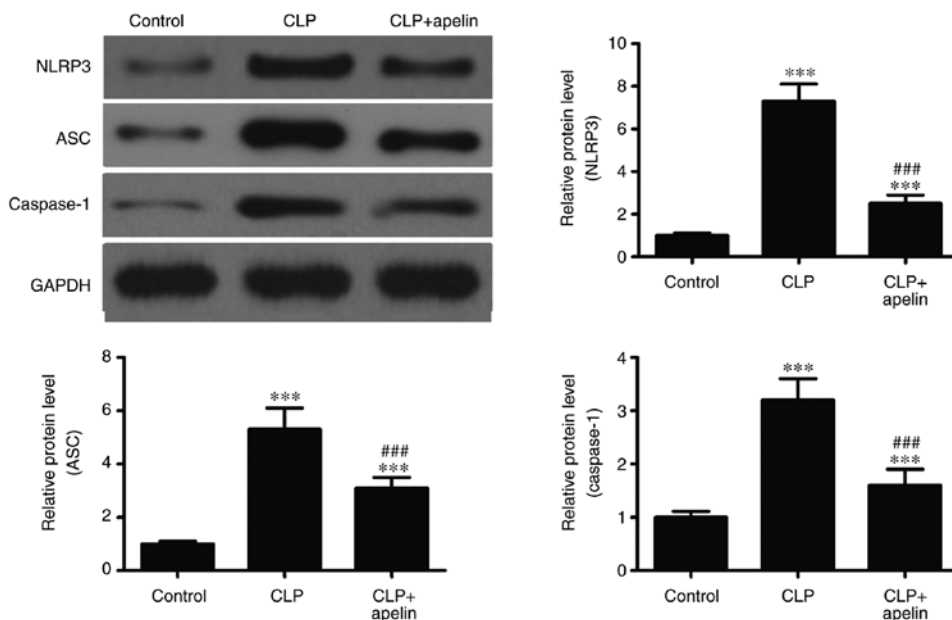 Control CLP CLP+apelin
NLRP3
ASC
Caspase-1
GAPDH
Relative protein level
(NLRP3)
10
8
6
4
2
0
***
###
***
Control CLP CLP+
apelin
Relative protein level
(ASC)
8
6
4
2
0
***
###
***
Control CLP CLP+
apelin
Relative protein level
(caspase-1)
4
3
2
1
0
***
###
***
Control CLP CLP+
apelin